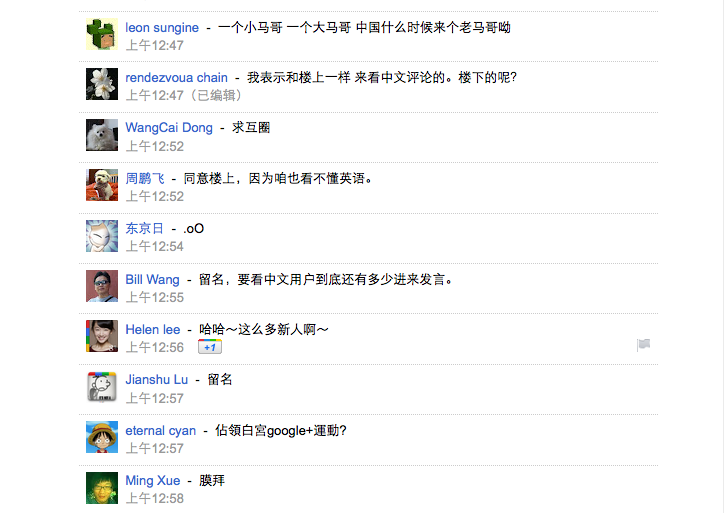 leon sungine - 一个小马哥 一个大马哥 中国什么时候来个老马哥呦
上午12:47
rendezvoua chain - 我表示和楼上一样 来看中文评论的。楼下的呢?
上午12:47（已编辑）
WangCai Dong - 求互圈
上午12:52
周鹏飞 - 同意楼上，因为咱也看不懂英语。
上午12:52
东京日 - .oO
上午12:54
Bill Wang - 留名，要看中文用户到底还有多少进来发言。
上午12:55
Helen lee - 哈哈～这么多新人啊～
上午12:56 +1
Jianshu Lu - 留名
上午12:57
eternal cyan - 佔領白宮google+運動?
上午12:57
Ming Xue - 膜拜
上午12:58